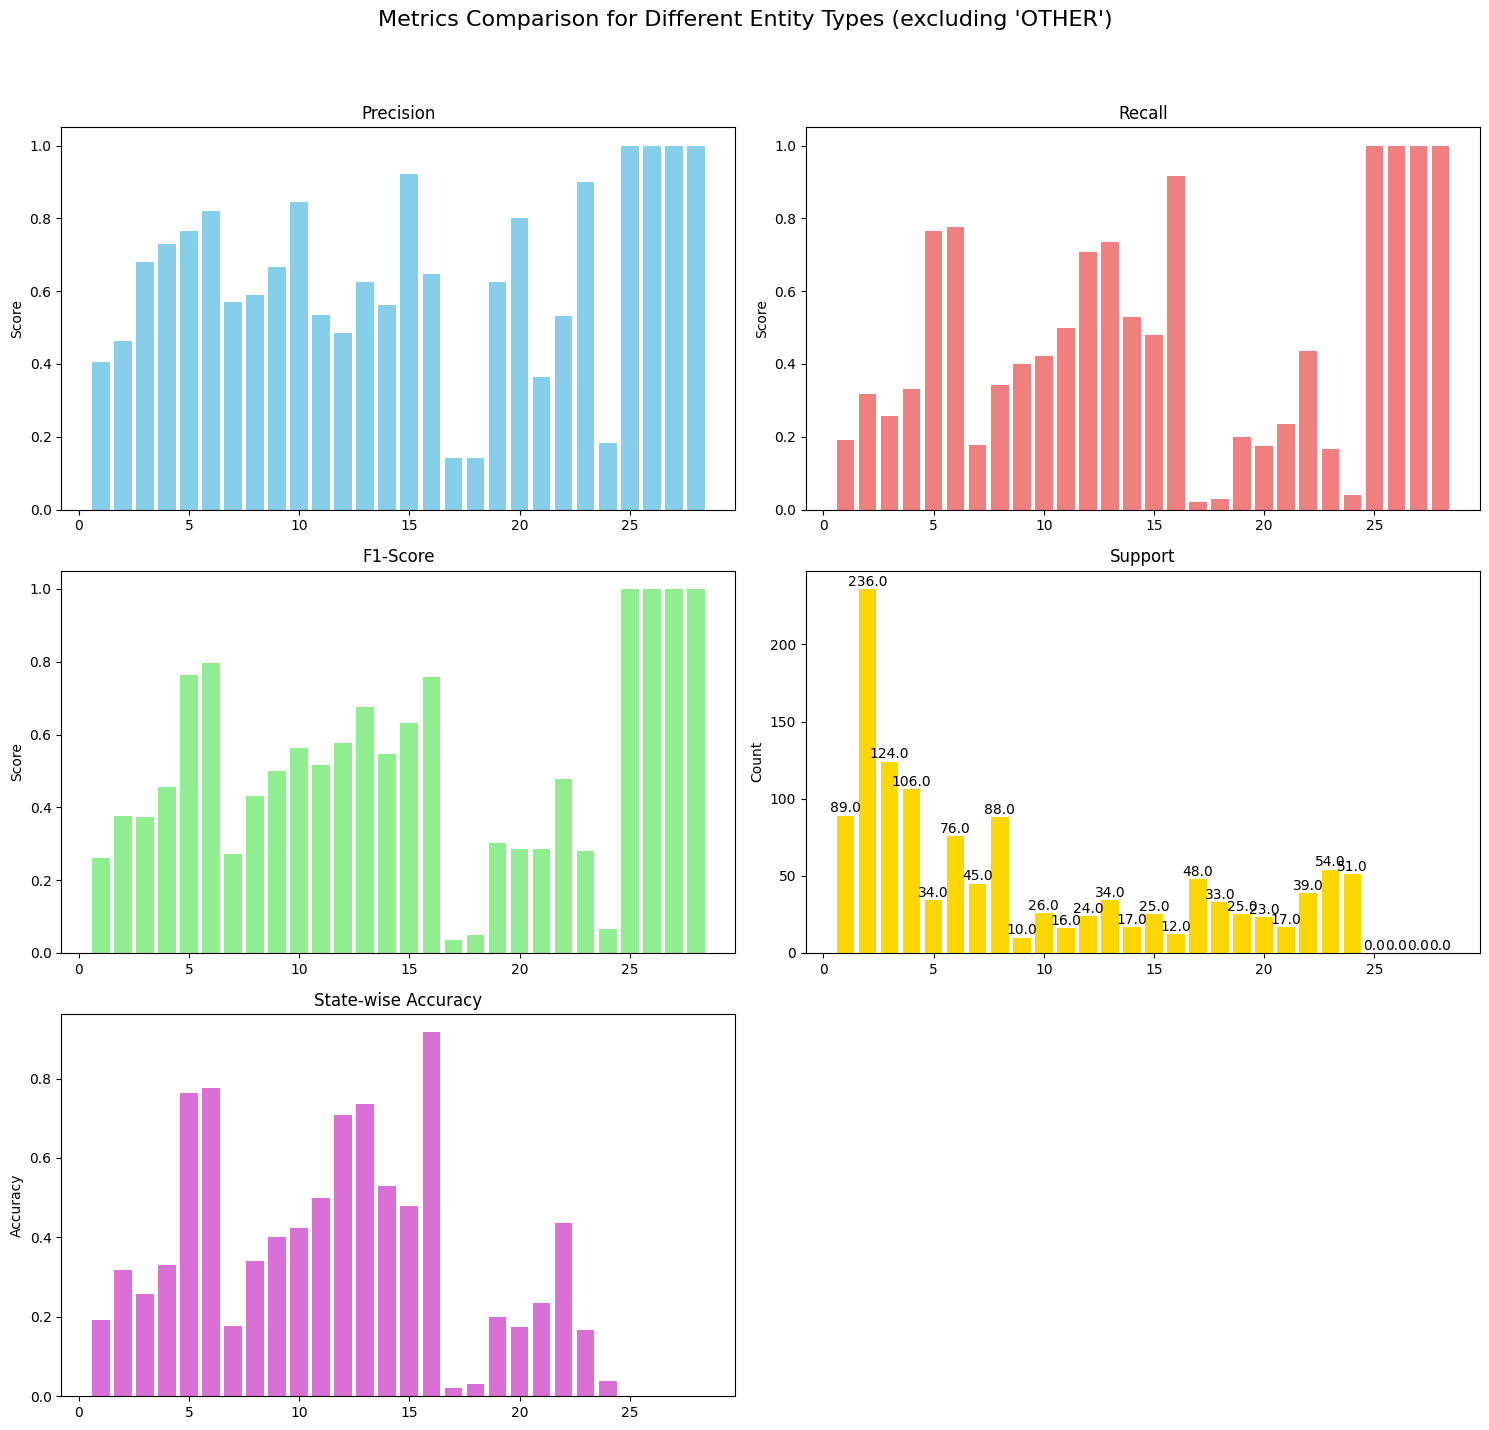 Metrics Comparison for Different Entity Types (excluding 'OTHER')
Precision
Score
1.0
0.8
0.6
0.4
0.2
0.0
0 5 10 15 20 25
Recall
Score
1.0
0.8
0.6
0.4
0.2
0.0
0 5 10 15 20 25
F1-Score
Score
1.0
0.8
0.6
0.4
0.2
0.0
0 5 10 15 20 25
Support
Count
200
150
100
50
0
89.0 236.0 124.0 106.0 34.0 76.0 45.0 88.0 10.0 26.0 16.0 24.0 34.0 17.0 25.0 12.0 48.0 33.0 25.0 23.0 17.0 39.0 54.0 51.0 0.0 0.0 0.0 0.0
0 5 10 15 20 25
State-wise Accuracy
Accuracy
0.8
0.6
0.4
0.2
0.0
0 5 10 15 20 25